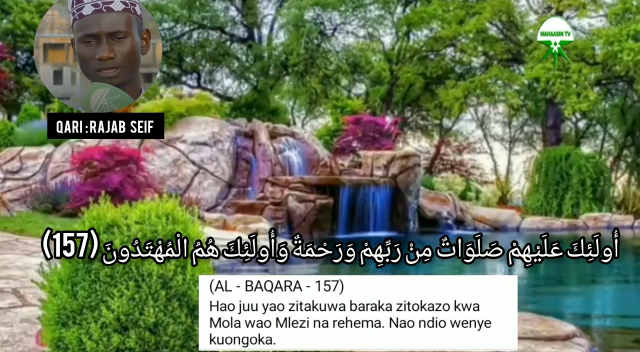 MAHAASIN TV
QARI : RAJAB SEIF
أُولَئِكَ عَلَيْهِمْ صَلَوَاتٌ مِنْ رَبِّهِمْ وَرَحْمَةٌ وَأُولَئِكَ هُمُ الْمُهْتَدُونَ (157)
(AL - BAQARA - 157)
Hao juu yao zitakuwa baraka zitokazo kwa
Mola wao Mlezi na rehema. Nao ndio wenye
kuongoka.